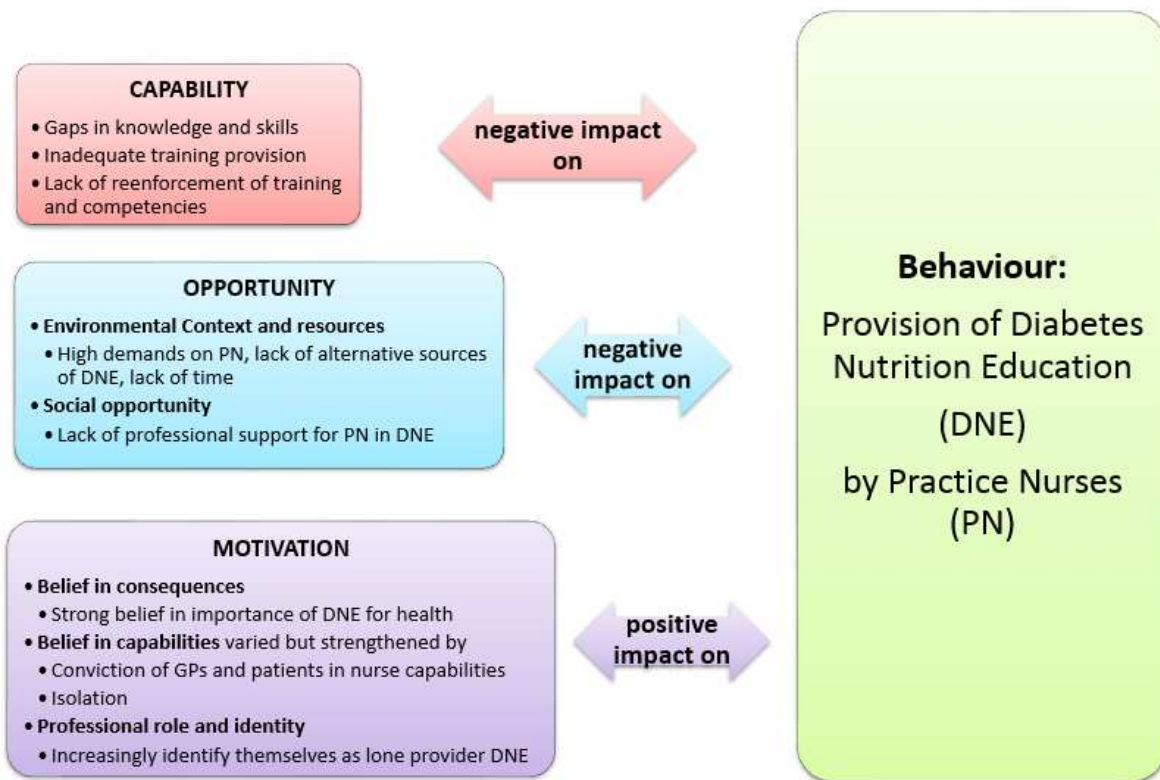 CAPABILITY
• Gaps in knowledge and skills
• Inadequate training provision
• Lack of reenforcement of training
and competencies
negative impact
on
OPPORTUNITY
• Environmental Context and resources
• High demands on PN, lack of alternative sources
of DNE, lack of time
• Social opportunity
• Lack of professional support for PN in DNE
negative
impact on
MOTIVATION
• Belief in consequences
• Strong belief in importance of DNE for health
• Belief in capabilities varied but strengthened by
• Conviction of GPs and patients in nurse capabilities
• Isolation
• Professional role and identity
• Increasingly identify themselves as lone provider DNE
positive
impact on
Behaviour:
Provision of Diabetes
Nutrition Education
(DNE)
by Practice Nurses
(PN)